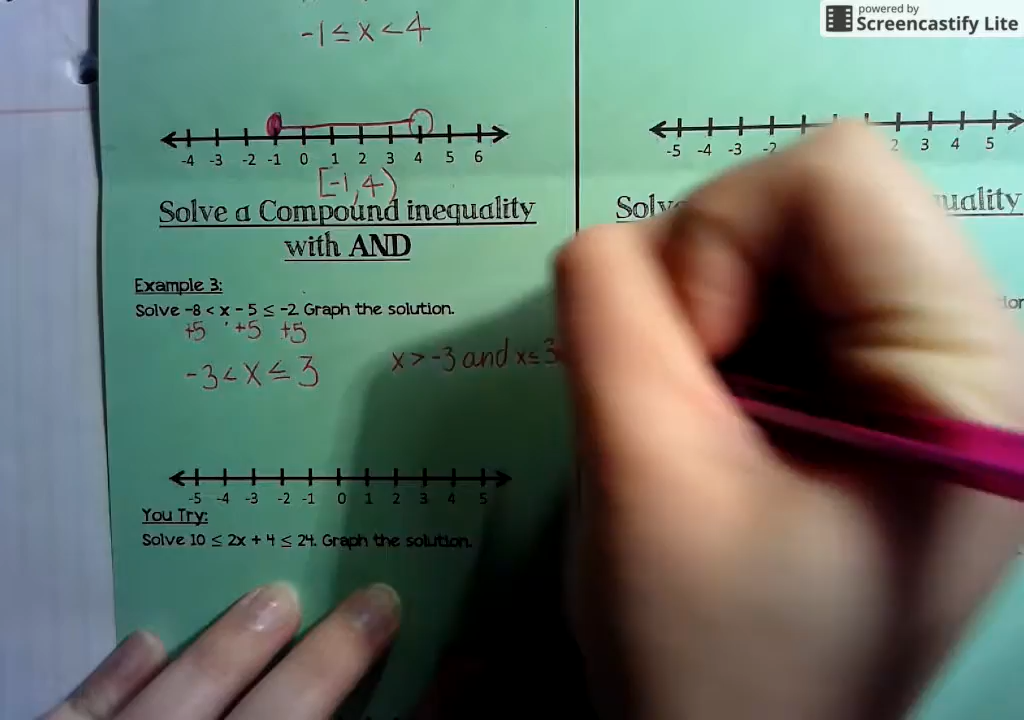 powered by
Screencastify Lite
-1 ≤ x < 4
-4 -3 -2 -1 0 1 2 3 4 5 6
[-1, 4)
Solve a Compound inequality
with AND
Example 3:
Solve -8 < x - 5 ≤ -2 Graph the solution.
+5 +5 +5
-3 < x ≤ 3
x > -3 and x ≤ 3
-5 -4 -3 -2 -1 0 1 2 3 4 5
You Try:
Solve 10 ≤ 2x + 4 ≤ 24. Graph the solution.
-5 -4 -3 -2 2 3 4 5